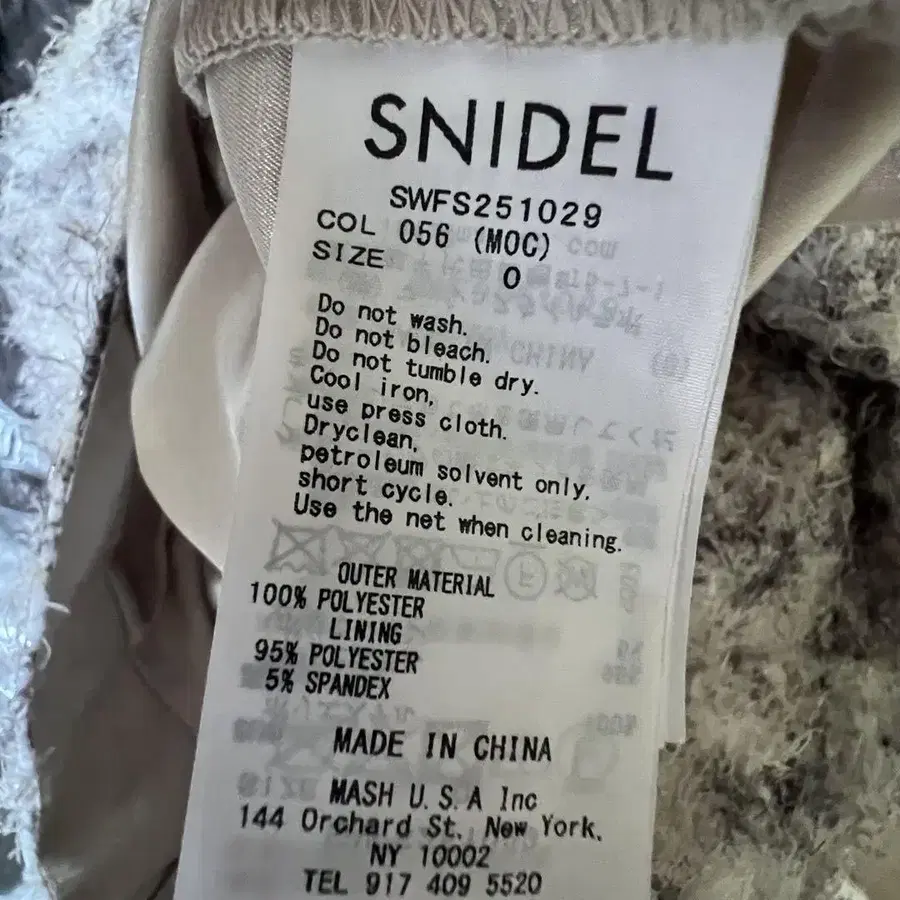 SNIDEL
SWFS251029
COL 056 (MOC)
SIZE 0
Do not wash.
Do not bleach.
Do not tumble dry.
Cool iron,
use press cloth.
Dryclean,
petroleum solvent only,
short cycle.
Use the net when cleaning.
OUTER MATERIAL
100% POLYESTER
LINING
95% POLYESTER
5% SPANDEX
MADE IN CHINA
MASH U.S.A Inc
144 Orchard St, New York,
NY 10002
TEL 917 409 5520